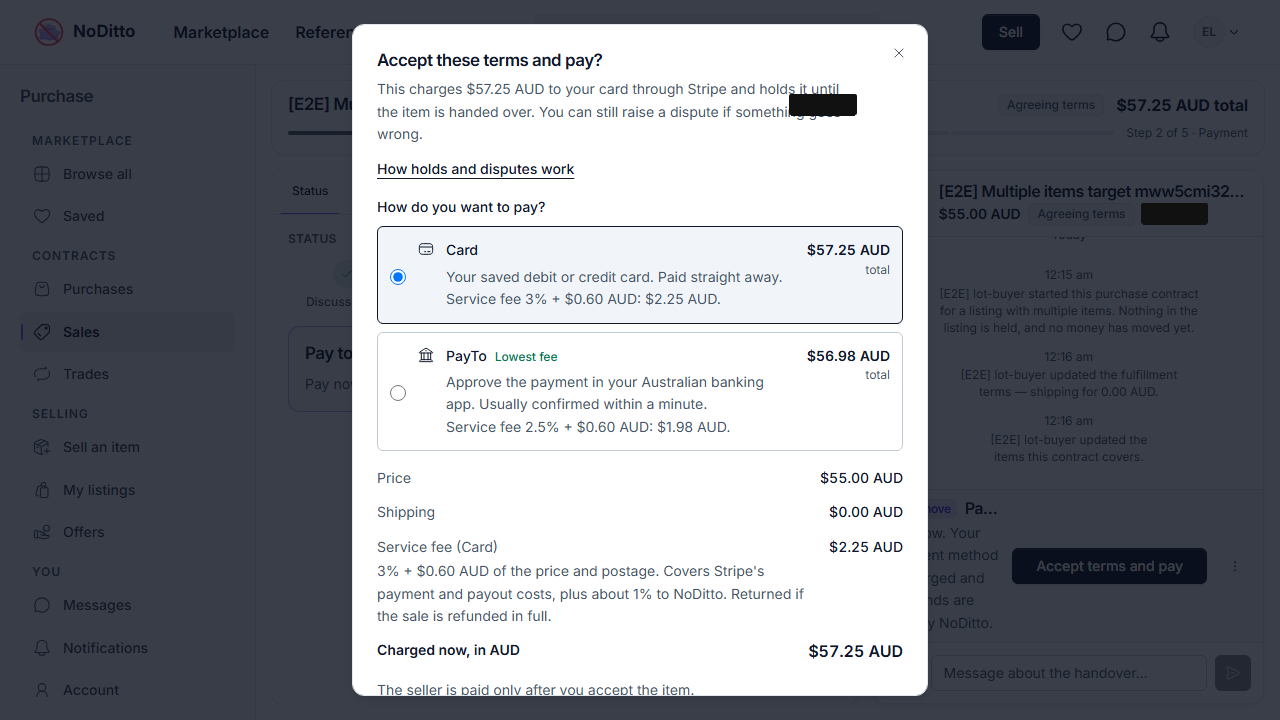 NoDitto
Marketplace
Sell
EL
Purchase
MARKETPLACE
Browse all
Saved
CONTRACTS
Purchases
Sales
Trades
SELLING
Sell an item
My listings
Offers
YOU
Messages
Notifications
Account
Agreeing terms
$57.25 AUD total
Step 2 of 5 · Payment
Status
STATUS
Accept these terms and pay?
This charges $57.25 AUD to your card through Stripe and holds it until
the item is handed over. You can still raise a dispute if something goes
wrong.
How holds and disputes work
How do you want to pay?
Card
$57.25 AUD
total
Your saved debit or credit card. Paid straight away.
Service fee 3% + $0.60 AUD: $2.25 AUD.
PayTo Lowest fee
$56.98 AUD
total
Approve the payment in your Australian banking
app. Usually confirmed within a minute.
Service fee 2.5% + $0.60 AUD: $1.98 AUD.
Price
$55.00 AUD
Shipping
$0.00 AUD
Service fee (Card)
$2.25 AUD
3% + $0.60 AUD of the price and postage. Covers Stripe's
payment and payout costs, plus about 1% to NoDitto. Returned if
the sale is refunded in full.
Charged now, in AUD
$57.25 AUD
The seller is paid only after you accept the item.
[E2E] Multiple items target mww5cmi32...
$55.00 AUD
Agreeing terms
Today
12:15 am
[E2E] lot-buyer started this purchase contract
for a listing with multiple items. Nothing in the
listing is held, and no money has moved yet.
12:16 am
[E2E] lot-buyer updated the fulfillment
terms — shipping for 0.00 AUD.
12:16 am
[E2E] lot-buyer updated the
items this contract covers.
Accept terms and pay
Message about the handover...